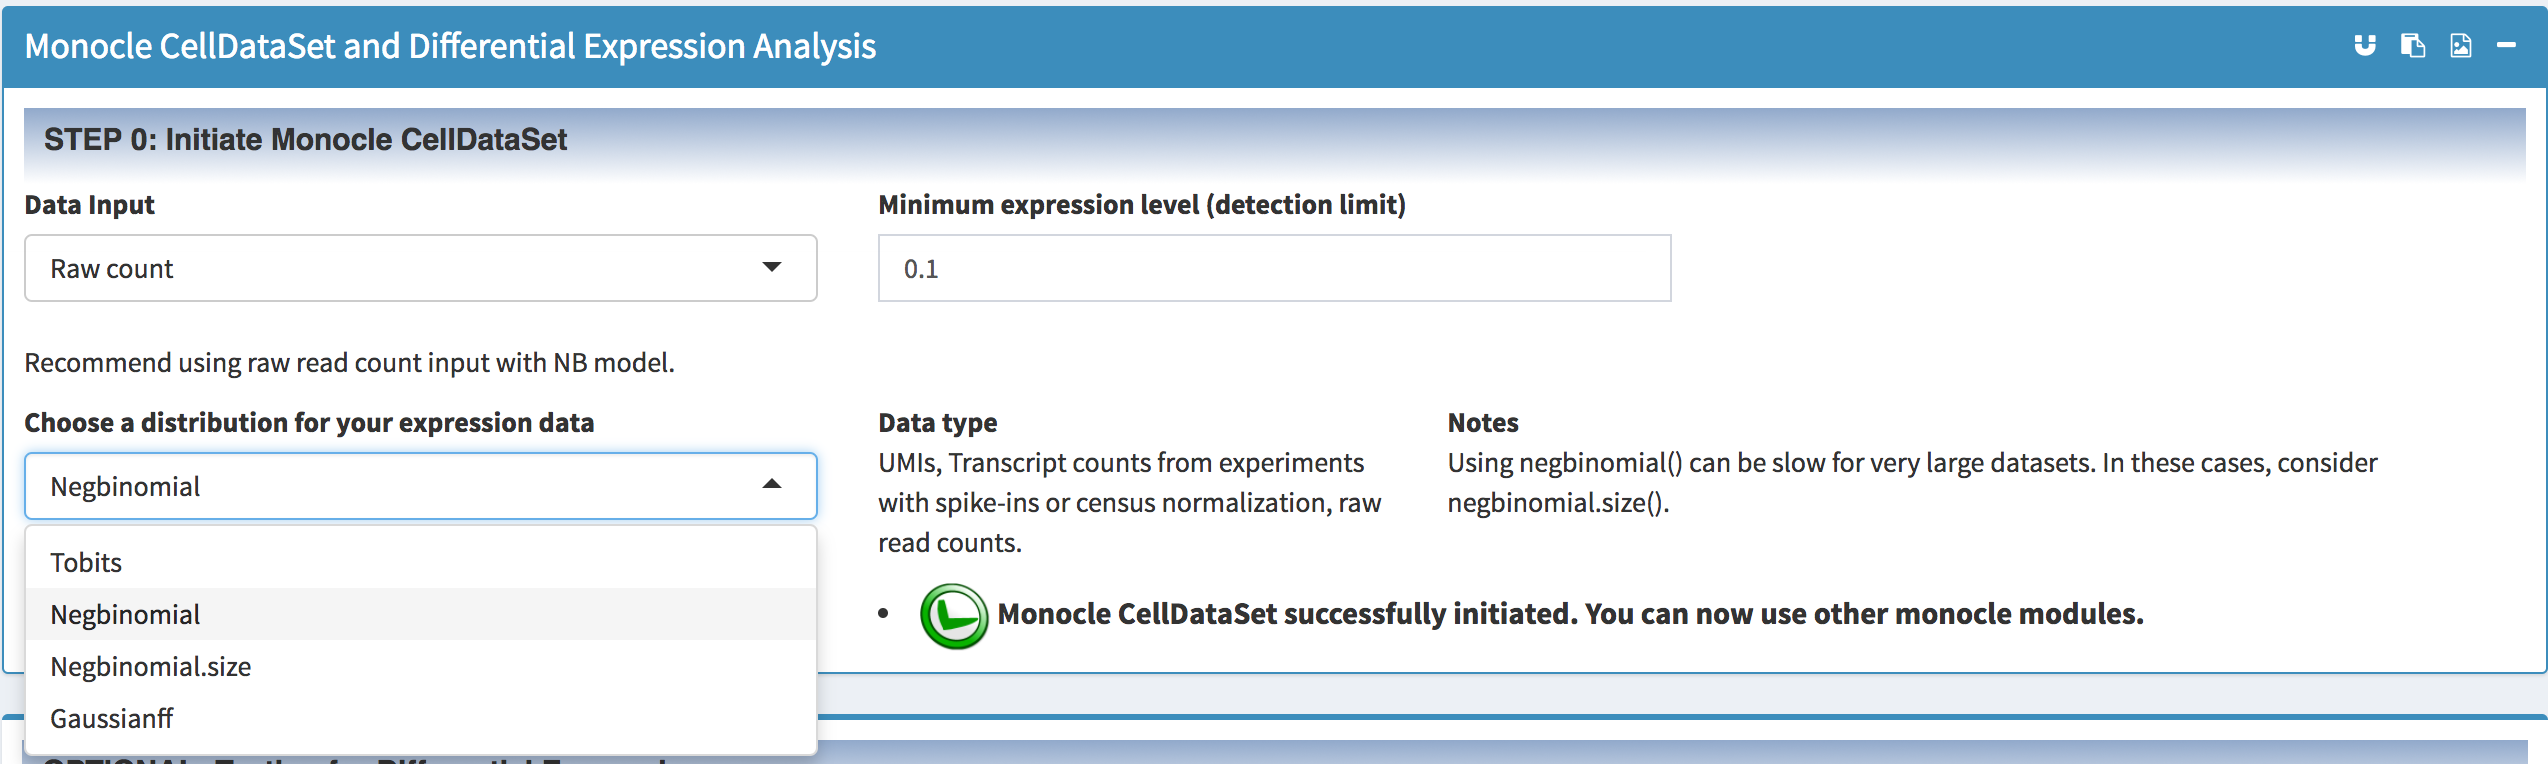 Monocle CellDataSet and Differential Expression Analysis
STEP 0: Initiate Monocle CellDataSet
Data Input
Minimum expression level (detection limit)
Raw count
0.1
Recommend using raw read count input with NB model.
Choose a distribution for your expression data
Data type
Notes
Negbinomial
UMIs, Transcript counts from experiments
with spike-ins or census normalization, raw
read counts.
Using negbinomial() can be slow for very large datasets. In these cases, consider
negbinomial.size().
Tobits
Negbinomial
Negbinomial.size
Gaussianff
Monocle CellDataSet successfully initiated. You can now use other monocle modules.